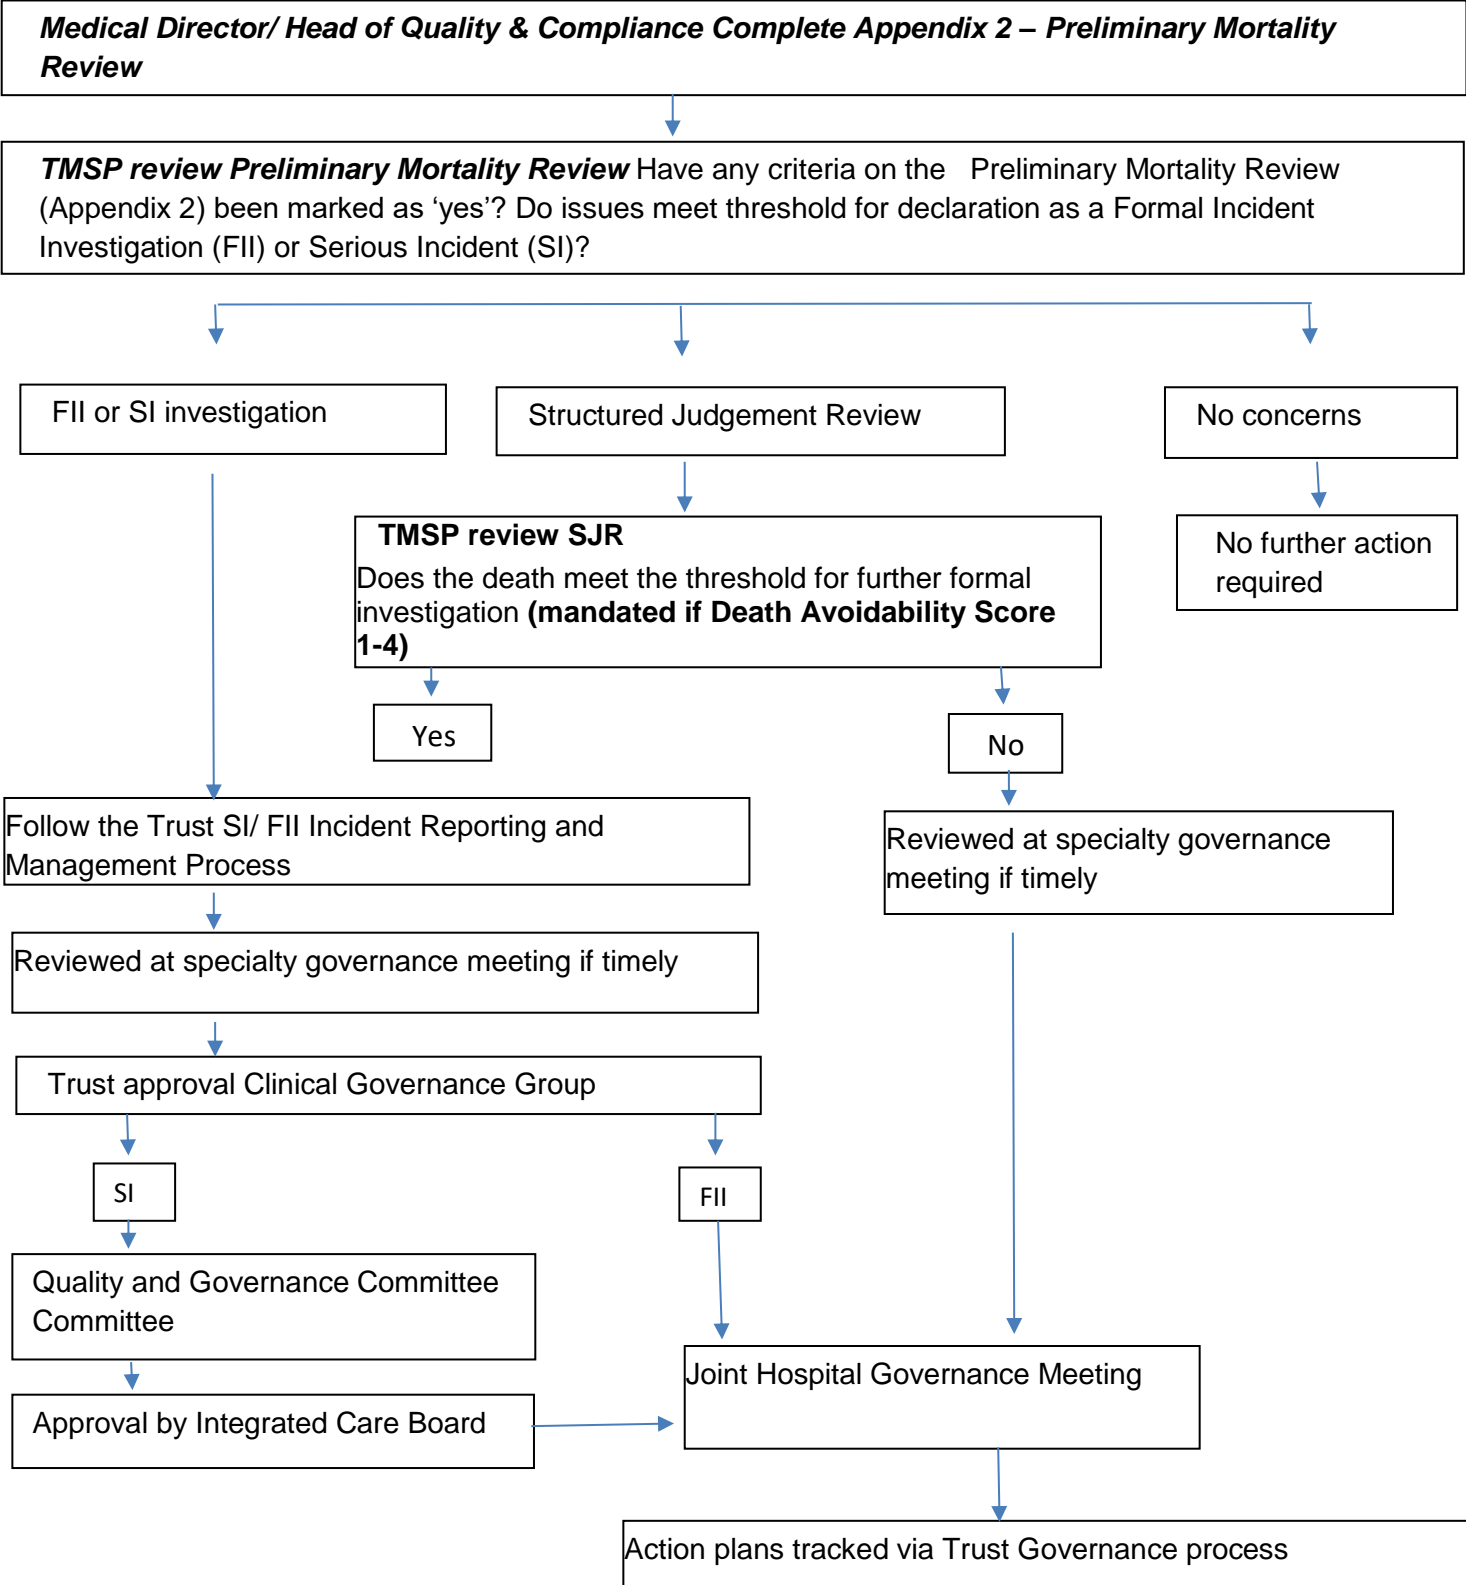 Medical Director/ Head of Quality & Compliance Complete Appendix 2 – Preliminary Mortality
Review
TMSP review Preliminary Mortality Review Have any criteria on the Preliminary Mortality Review
(Appendix 2) been marked as ‘yes’? Do issues meet threshold for declaration as a Formal Incident
Investigation (FII) or Serious Incident (SI)?
FII or SI investigation
Structured Judgement Review
No concerns
TMSP review SJR
Does the death meet the threshold for further formal
investigation (mandated if Death Avoidability Score
1-4)
No further action
required
Yes
No
Follow the Trust SI/ FII Incident Reporting and
Management Process
Reviewed at specialty governance
meeting if timely
Reviewed at specialty governance meeting if timely
Trust approval Clinical Governance Group
SI
FII
Quality and Governance Committee
Committee
Joint Hospital Governance Meeting
Approval by Integrated Care Board
Action plans tracked via Trust Governance process